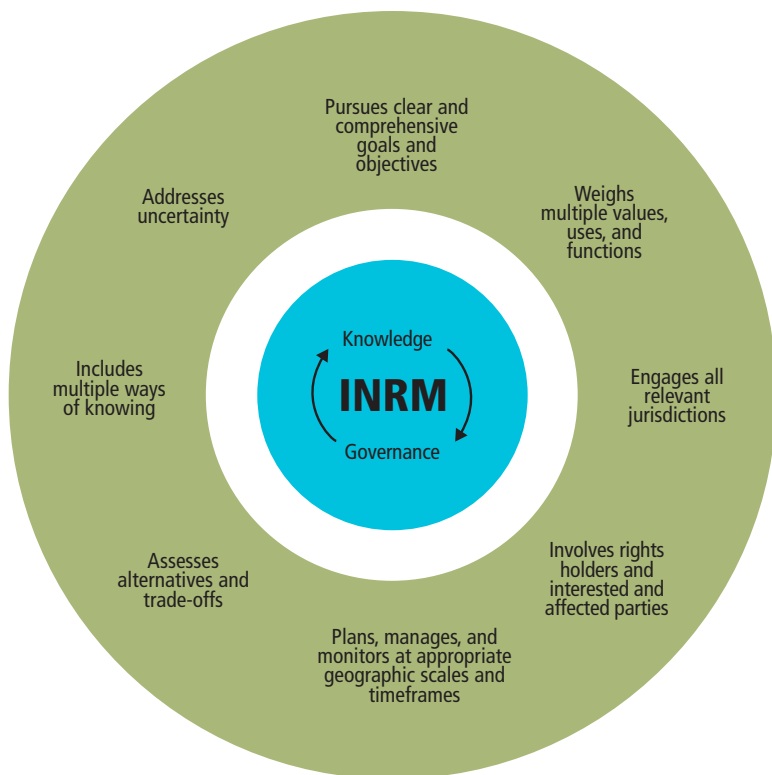 Pursues clear and
comprehensive
goals and
objectives
Weighs
multiple values,
uses, and
functions
Engages all
relevant
jurisdictions
Involves rights
holders and
interested and
affected parties
Plans, manages, and
monitors at appropriate
geographic scales and
timeframes
Assesses
alternatives and
trade-offs
Includes
multiple ways
of knowing
Addresses
uncertainty
Knowledge
INRM
Governance